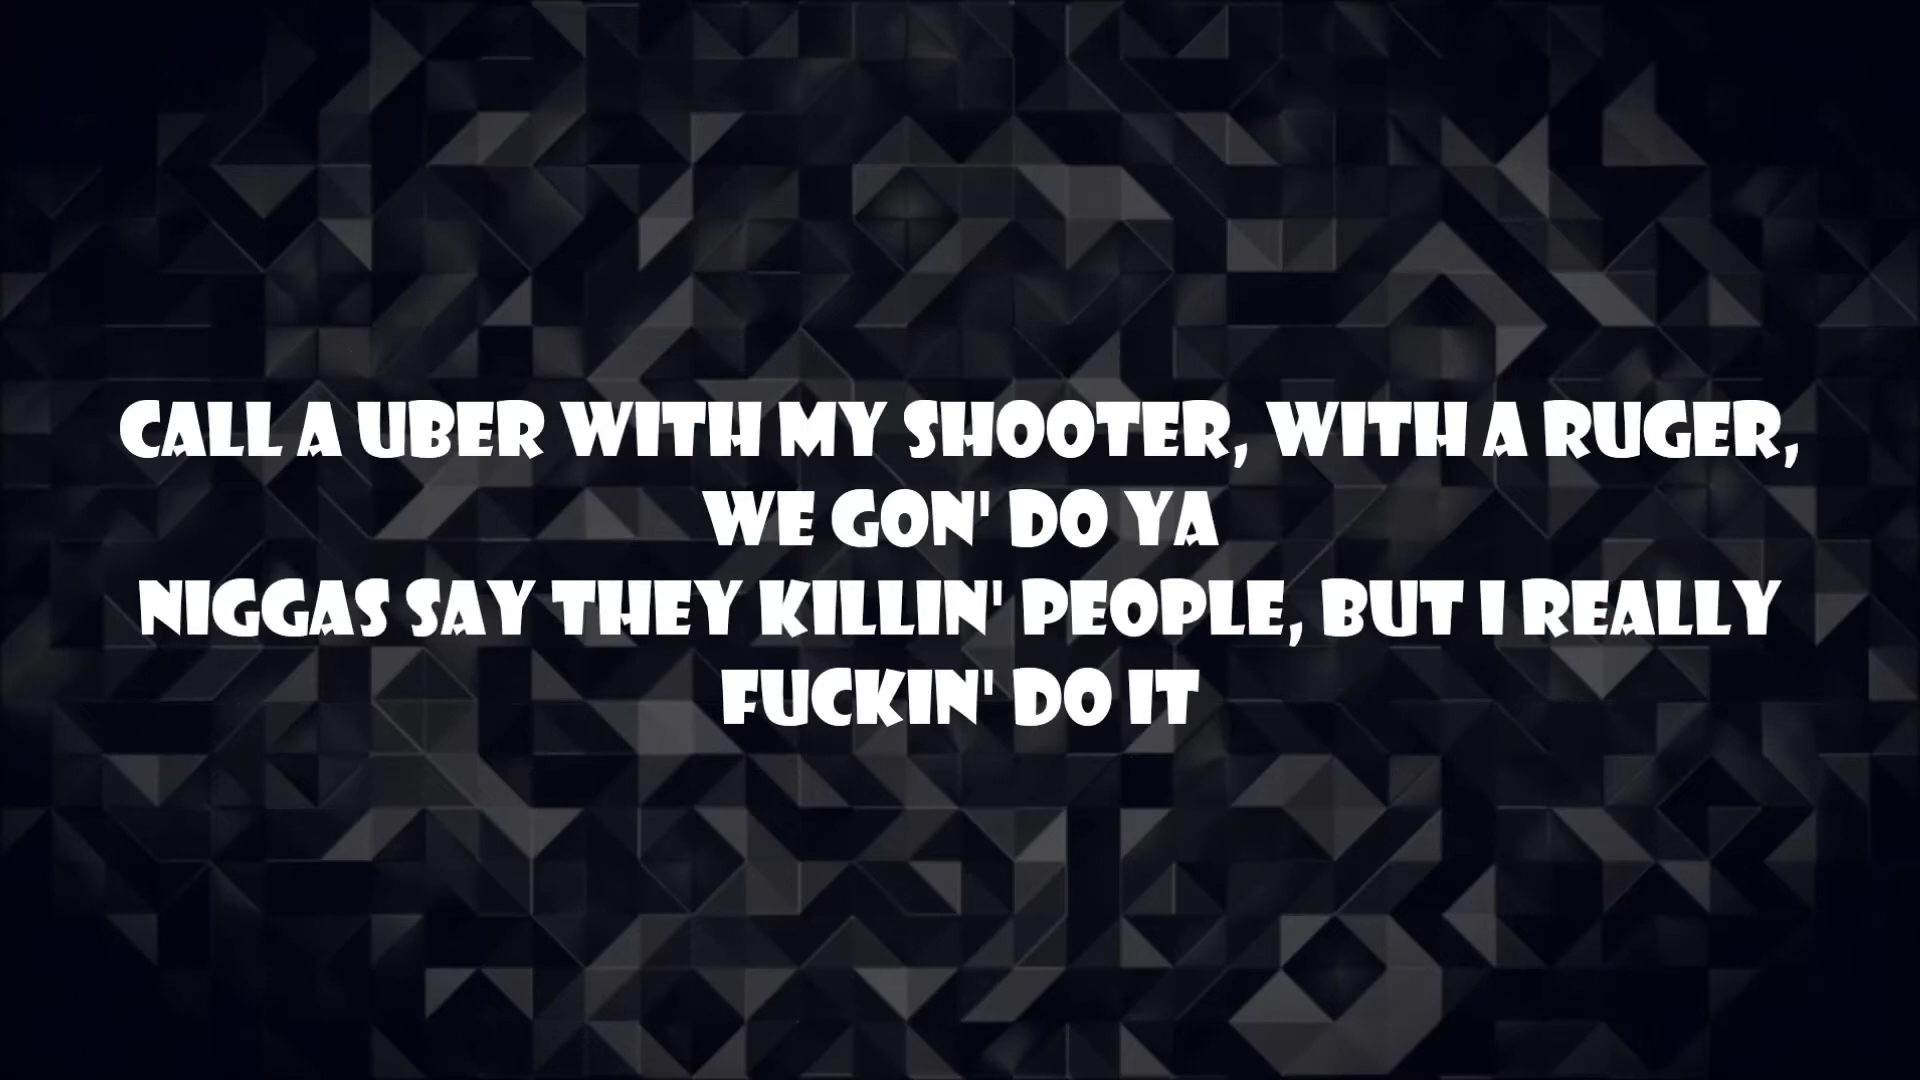 CALL A UBER WITH MY SHOOTER, WITH A RUGER,
WE GON' DO YA
NIGGAS SAY THEY KILLIN' PEOPLE, BUT I REALLY
FUCKIN' DO IT